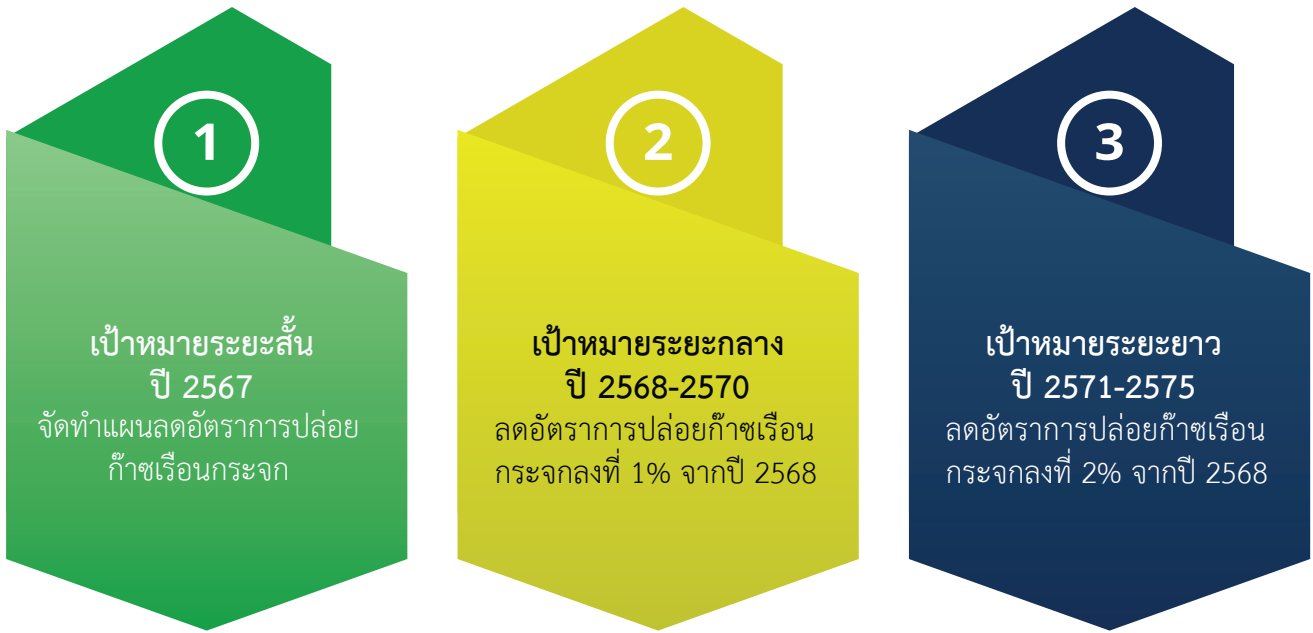 1
เป้าหมายระยะสั้น
ปี 2567
จัดทำแผนลดอัตราการปล่อย
ก๊าซเรือนกระจก
2
เป้าหมายระยะกลาง
ปี 2568-2570
ลดอัตราการปล่อยก๊าซเรือน
กระจกลงที่ 1% จากปี 2568
3
เป้าหมายระยะยาว
ปี 2571-2575
ลดอัตราการปล่อยก๊าซเรือน
กระจกลงที่ 2% จากปี 2568